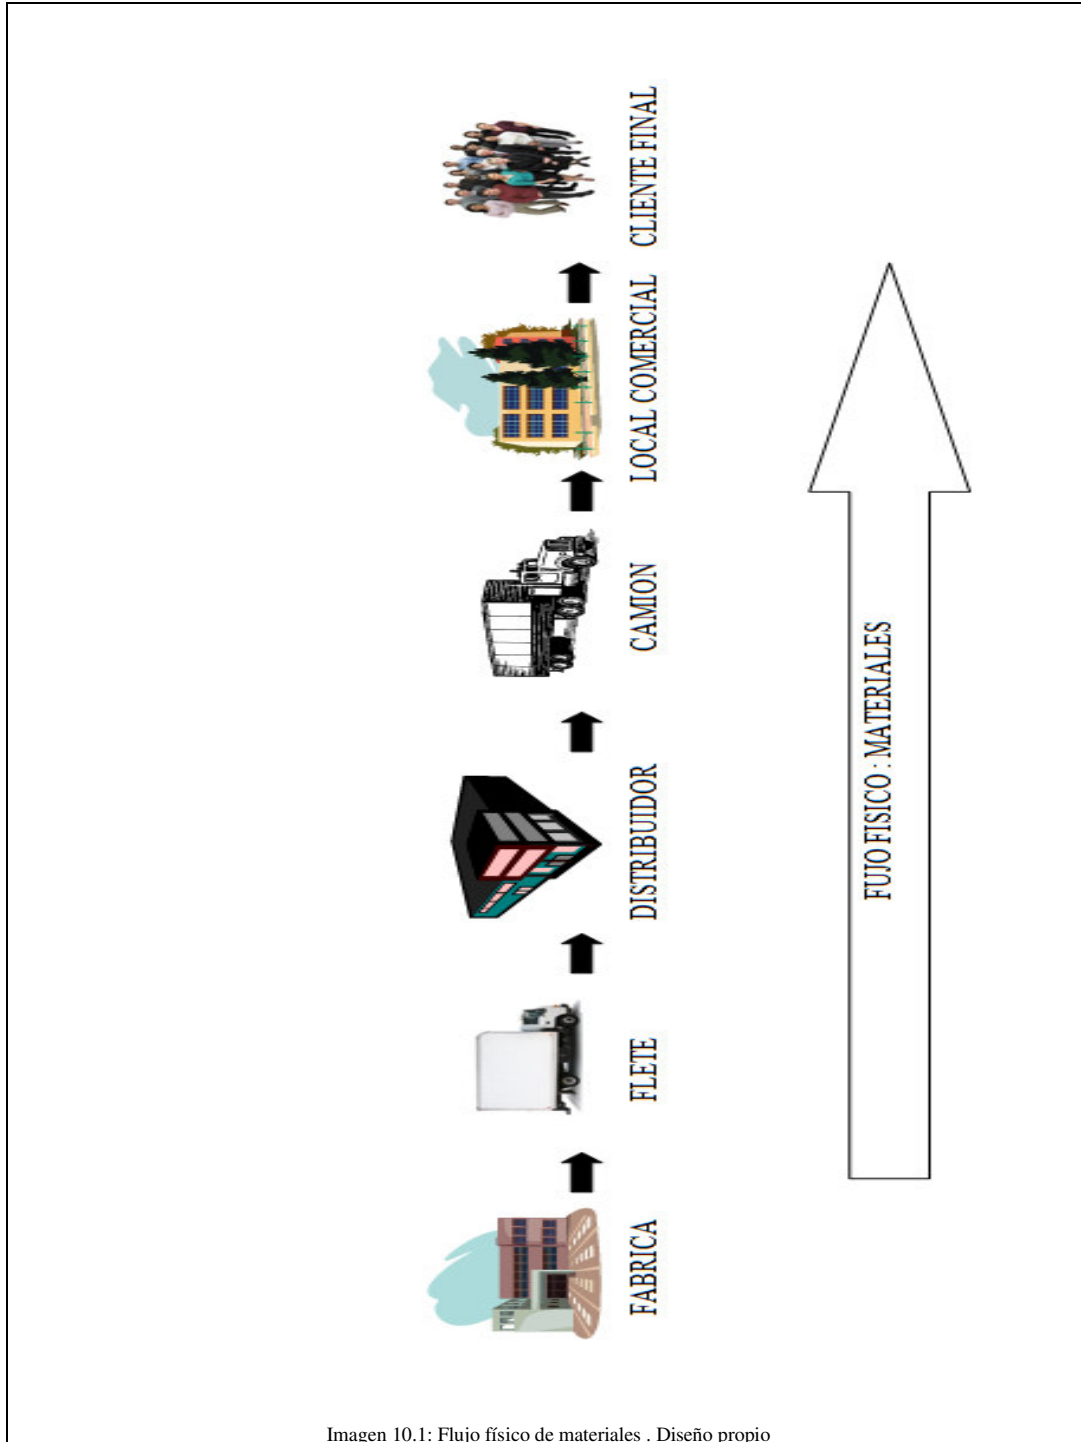 FABRICA
FLETE
DISTRIBUIDOR
CAMION
LOCAL COMERCIAL
CLIENTE FINAL
FUJO FISICO : MATERIALES
Imagen 10.1: Flujo físico de materiales . Diseño propio